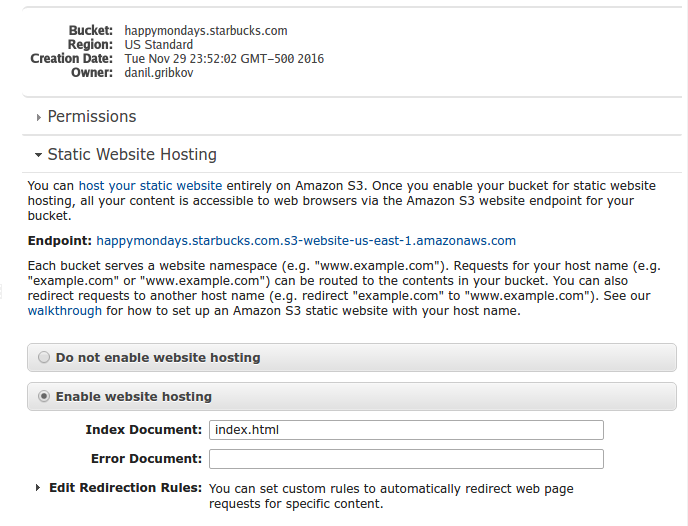 Bucket: happymondays.starbucks.com
Region: US Standard
Creation Date: Tue Nov 29 23:52:02 GMT-500 2016
Owner: danil.gribkov
Permissions
Static Website Hosting
You can host your static website entirely on Amazon S3. Once you enable your bucket for static website
hosting, all your content is accessible to web browsers via the Amazon S3 website endpoint for your
bucket.
Endpoint: happymondays.starbucks.com.s3-website-us-east-1.amazonaws.com
Each bucket serves a website namespace (e.g. "www.example.com"). Requests for your host name (e.g.
"example.com" or "www.example.com") can be routed to the contents in your bucket. You can also
redirect requests to another host name (e.g. redirect "example.com" to "www.example.com"). See our
walkthrough for how to set up an Amazon S3 static website with your host name.
Do not enable website hosting
Enable website hosting
Index Document: index.html
Error Document:
Edit Redirection Rules: You can set custom rules to automatically redirect web page
requests for specific content.